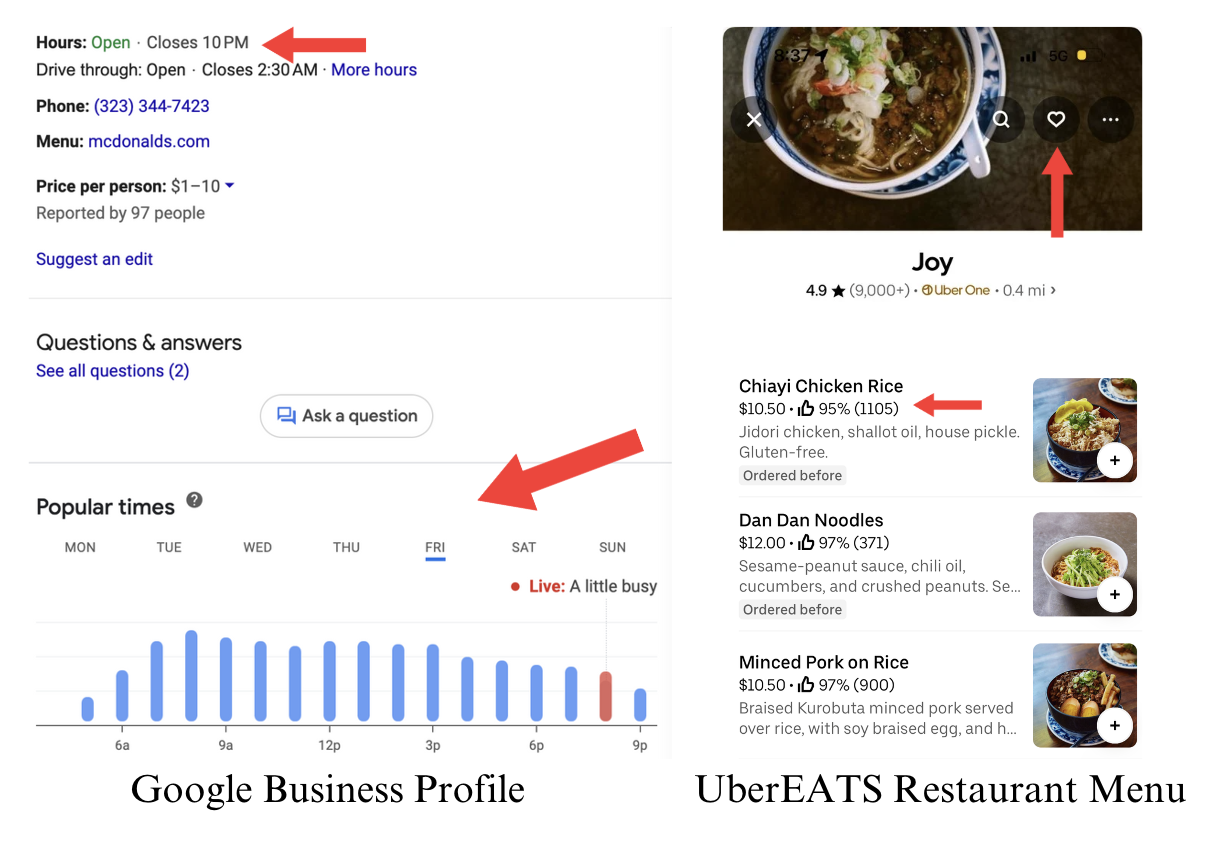 Hours: Open · Closes 10 PM
Drive through: Open · Closes 2:30 AM · More hours
Phone: (323) 344-7423
Menu: mcdonalds.com
Price per person: $1–10
Reported by 97 people
Suggest an edit
Questions & answers
See all questions (2)
Ask a question
Popular times ?
MON TUE WED THU FRI SAT SUN
Live: A little busy
6a 9a 12p 3p 6p 9p
Google Business Profile
8:37 5G
Joy
4.9 ★ (9,000+) • Uber One • 0.4 mi ›
Chiayi Chicken Rice
$10.50 • 95% (1105)
Jidori chicken, shallot oil, house pickle.
Gluten-free.
Ordered before
Dan Dan Noodles
$12.00 • 97% (371)
Sesame-peanut sauce, chili oil,
cucumbers, and crushed peanuts. Se...
Ordered before
Minced Pork on Rice
$10.50 • 97% (900)
Braised Kurobuta minced pork served
over rice, with soy braised egg, and h...
UberEATS Restaurant Menu